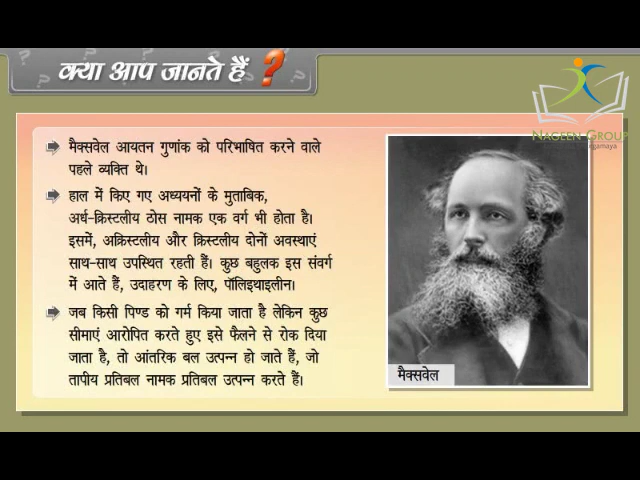 क्या आप जानते हैं ?
NAGEEN GROUP
मैक्सवेल आयतन गुणांक को परिभाषित करने वाले
पहले व्यक्ति थे।
हाल में किए गए अध्ययनों के मुताबिक,
अर्ध-क्रिस्टलीय ठोस नामक एक वर्ग भी होता है।
इसमें, अक्रिस्टलीय और क्रिस्टलीय दोनों अवस्थाएं
साथ-साथ उपस्थित रहती हैं। कुछ बहुलक इस संवर्ग
में आते हैं, उदाहरण के लिए, पॉलिइथाइलीन।
जब किसी पिण्ड को गर्म किया जाता है लेकिन कुछ
सीमाएं आरोपित करते हुए इसे फैलने से रोक दिया
जाता है, तो आंतरिक बल उत्पन्न हो जाते हैं, जो
तापीय प्रतिबल नामक प्रतिबल उत्पन्न करते हैं।
मैक्सवेल